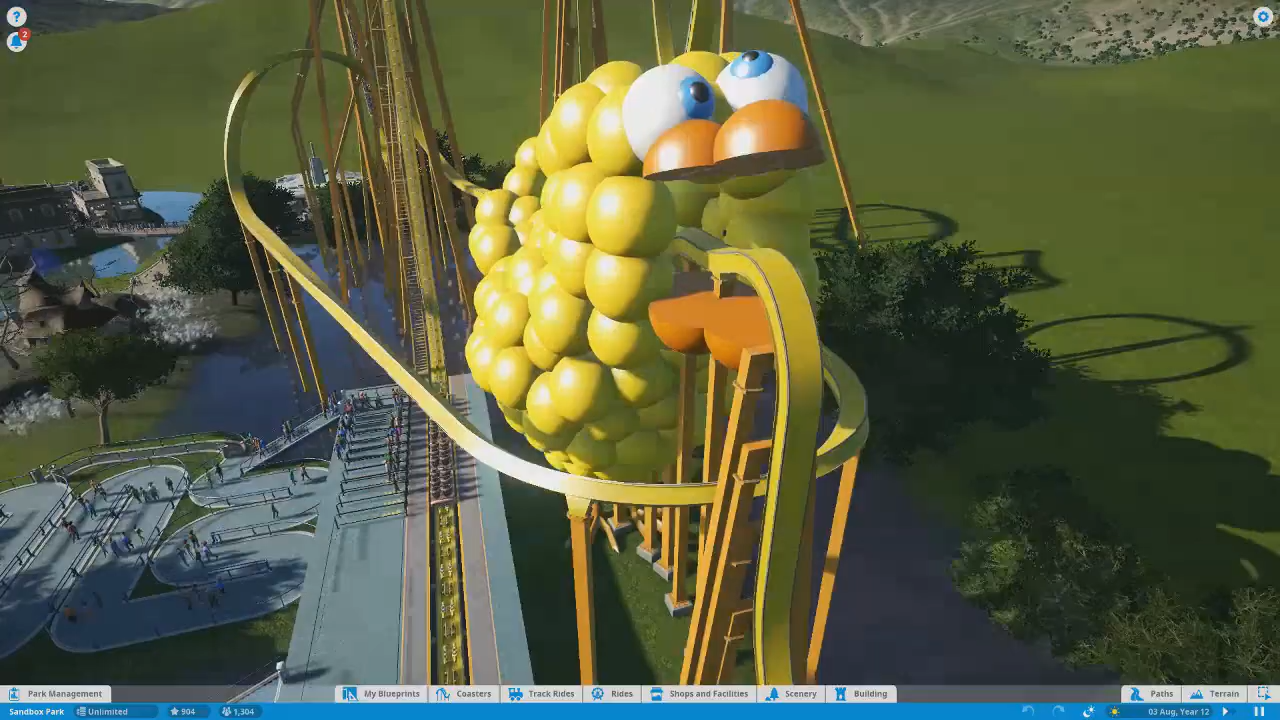 ?
2
Park Management
My Blueprints
Coasters
Track Rides
Rides
Shops and Facilities
Scenery
Building
Paths
Terrain
Sandbox Park
Unlimited
904
1,304
03 Aug, Year 12